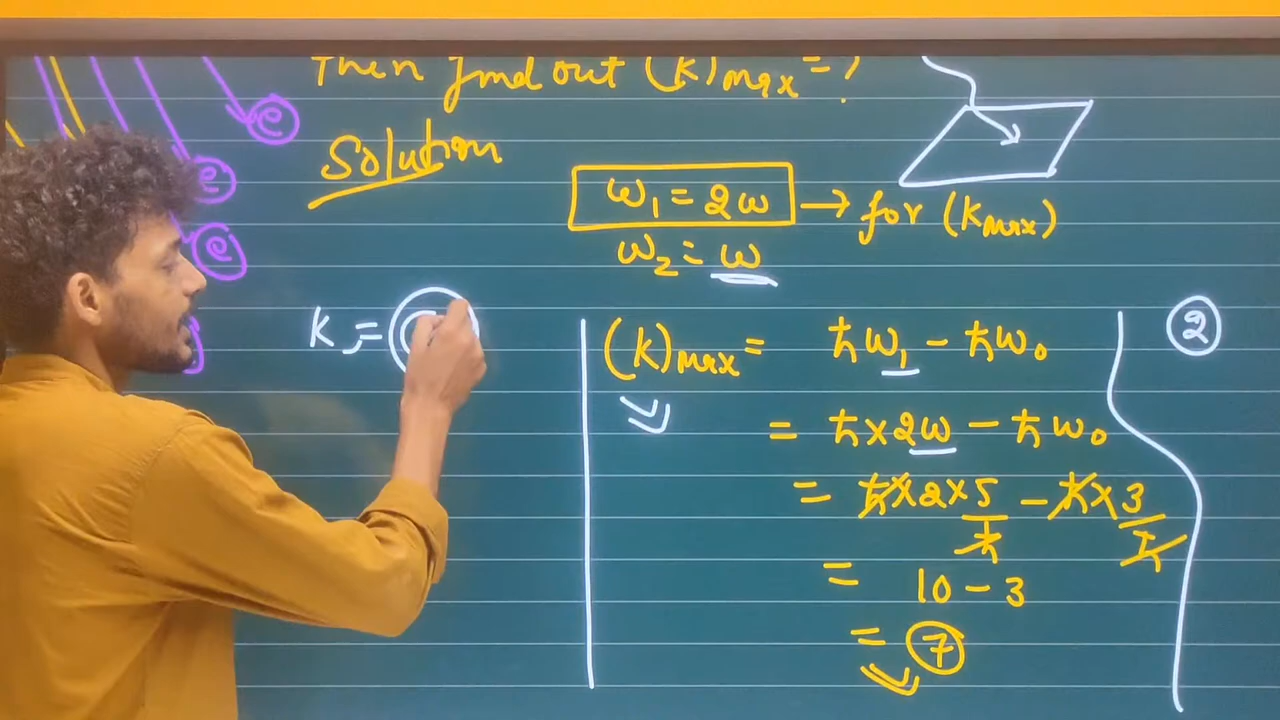 Then find out (K)max = ?
Solution
ω₁ = 2ω → for (Kmax)
ω₂ = ω
e
e
e
K, =
(K)max = ħω₁ - ħω₀
= ħ×2ω - ħω₀
= ħ×2×5/ħ - ħ×3/ħ
= 10 - 3
= 7
2